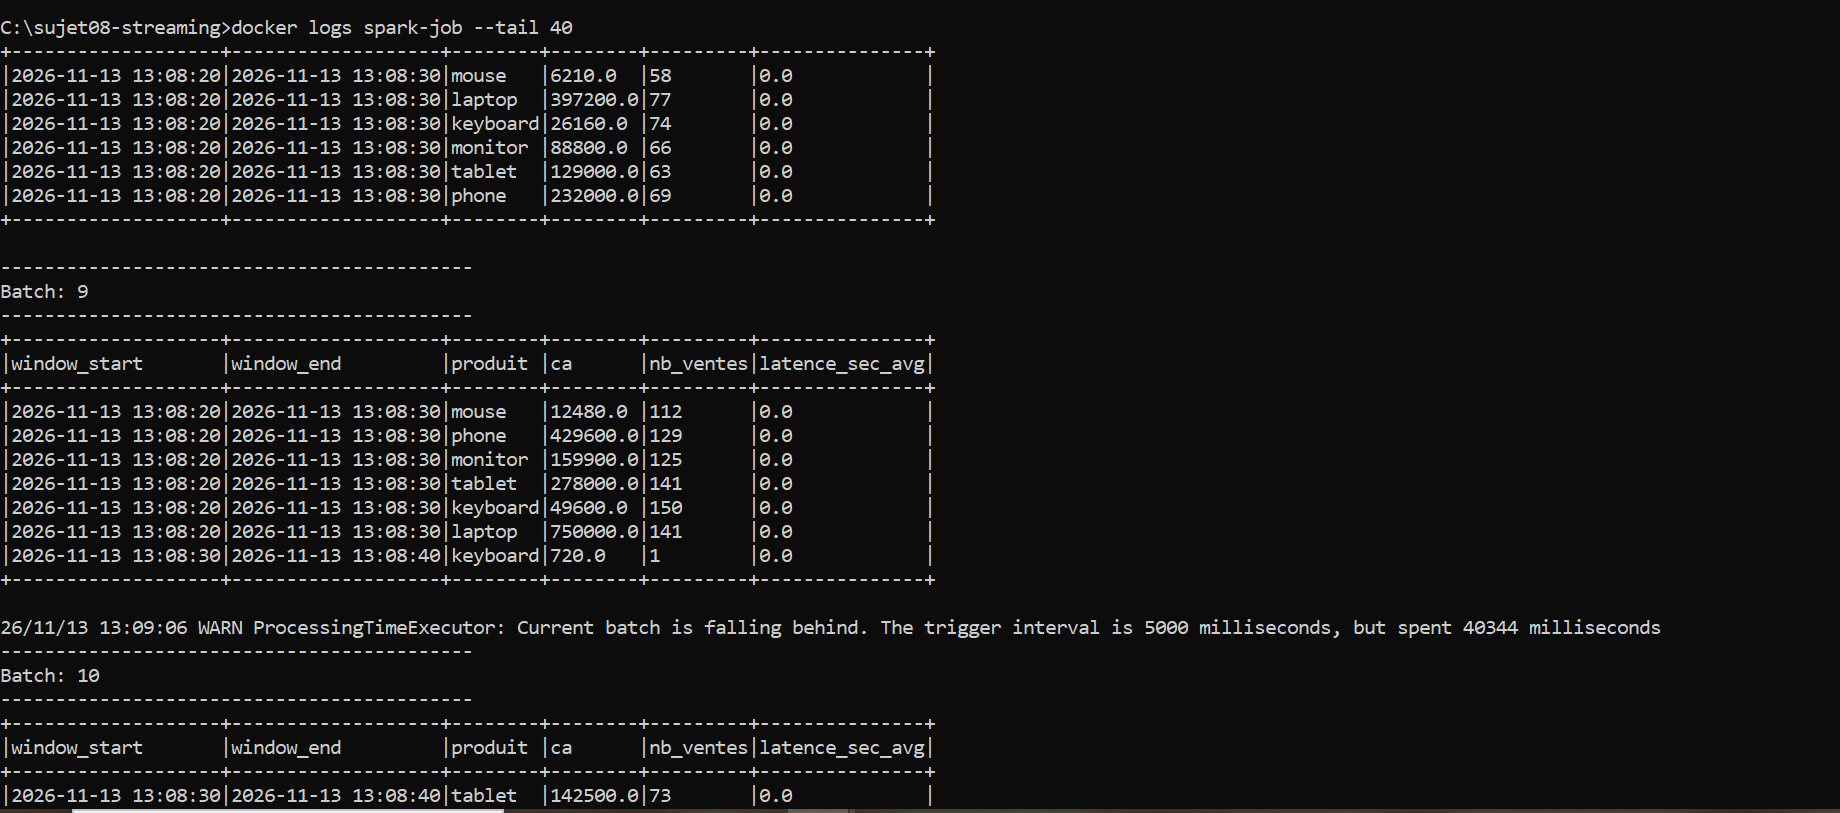 C:\sujet08-streaming>docker logs spark-job --tail 40
+-------------------+-------------------+--------+--------+---------+---------------+
|2026-11-13 13:08:20|2026-11-13 13:08:30|mouse   |6210.0  |58       |0.0            |
|2026-11-13 13:08:20|2026-11-13 13:08:30|laptop  |397200.0|77       |0.0            |
|2026-11-13 13:08:20|2026-11-13 13:08:30|keyboard|26160.0 |74       |0.0            |
|2026-11-13 13:08:20|2026-11-13 13:08:30|monitor |88800.0 |66       |0.0            |
|2026-11-13 13:08:20|2026-11-13 13:08:30|tablet  |129000.0|63       |0.0            |
|2026-11-13 13:08:20|2026-11-13 13:08:30|phone   |232000.0|69       |0.0            |
+-------------------+-------------------+--------+--------+---------+---------------+
-------------------------------------------
Batch: 9
-------------------------------------------
+-------------------+-------------------+--------+--------+---------+---------------+
|window_start       |window_end         |produit |ca      |nb_ventes|latence_sec_avg|
+-------------------+-------------------+--------+--------+---------+---------------+
|2026-11-13 13:08:20|2026-11-13 13:08:30|mouse   |12480.0 |112      |0.0            |
|2026-11-13 13:08:20|2026-11-13 13:08:30|phone   |429600.0|129      |0.0            |
|2026-11-13 13:08:20|2026-11-13 13:08:30|monitor |159900.0|125      |0.0            |
|2026-11-13 13:08:20|2026-11-13 13:08:30|tablet  |278000.0|141      |0.0            |
|2026-11-13 13:08:20|2026-11-13 13:08:30|keyboard|49600.0 |150      |0.0            |
|2026-11-13 13:08:20|2026-11-13 13:08:30|laptop  |750000.0|141      |0.0            |
|2026-11-13 13:08:30|2026-11-13 13:08:40|keyboard|720.0   |1        |0.0            |
+-------------------+-------------------+--------+--------+---------+---------------+
26/11/13 13:09:06 WARN ProcessingTimeExecutor: Current batch is falling behind. The trigger interval is 5000 milliseconds, but spent 40344 milliseconds
-------------------------------------------
Batch: 10
-------------------------------------------
+-------------------+-------------------+--------+--------+---------+---------------+
|window_start       |window_end         |produit |ca      |nb_ventes|latence_sec_avg|
+-------------------+-------------------+--------+--------+---------+---------------+
|2026-11-13 13:08:30|2026-11-13 13:08:40|tablet  |142500.0|73       |0.0            |